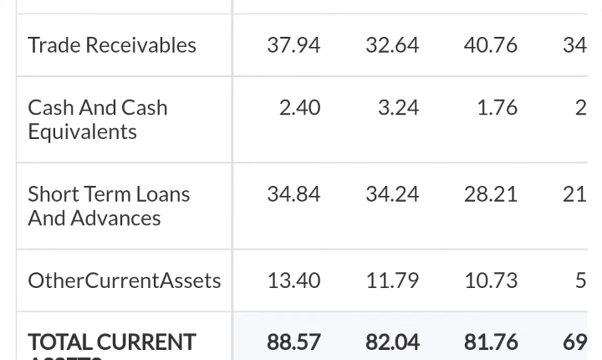 Trade Receivables 37.94 32.64 40.76 34
Cash And Cash 2.40 3.24 1.76 2
Equivalents
Short Term Loans 34.84 34.24 28.21 21
And Advances
OtherCurrentAssets 13.40 11.79 10.73 5
TOTAL CURRENT 88.57 82.04 81.76 69
ASSETS